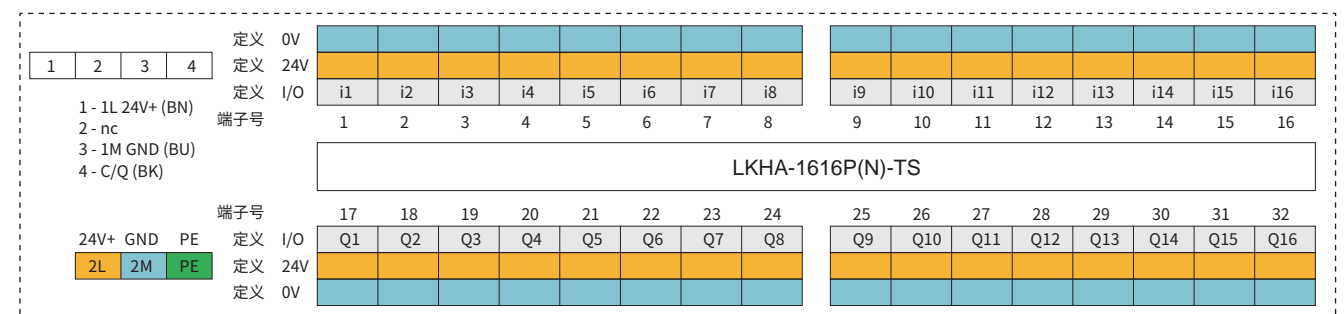 定义 0V
1 2 3 4 定义 24V
定义 I/O i1 i2 i3 i4 i5 i6 i7 i8 i9 i10 i11 i12 i13 i14 i15 i16
1 - 1L 24V+ (BN)
端子号 1 2 3 4 5 6 7 8 9 10 11 12 13 14 15 16
2 - nc
3 - 1M GND (BU)
4 - C/Q (BK)
LKHA-1616P(N)-TS
端子号 17 18 19 20 21 22 23 24 25 26 27 28 29 30 31 32
24V+ GND PE 定义 I/O Q1 Q2 Q3 Q4 Q5 Q6 Q7 Q8 Q9 Q10 Q11 Q12 Q13 Q14 Q15 Q16
2L 2M PE 定义 24V
定义 0V